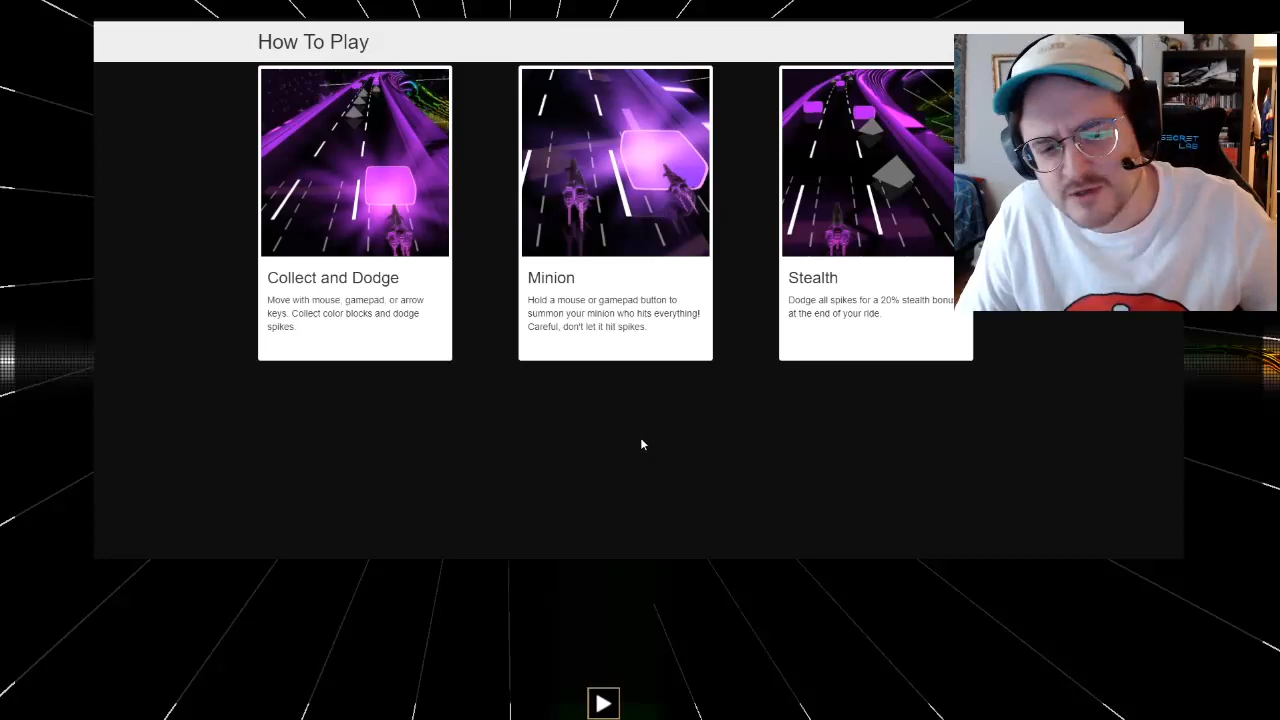 How To Play
Collect and Dodge
Move with mouse, gamepad, or arrow
keys. Collect color blocks and dodge
spikes.
Minion
Hold a mouse or gamepad button to
summon your minion who hits everything!
Careful, don't let it hit spikes.
Stealth
Dodge all spikes for a 20% stealth
at the end of your ride.
SECRET
LAB